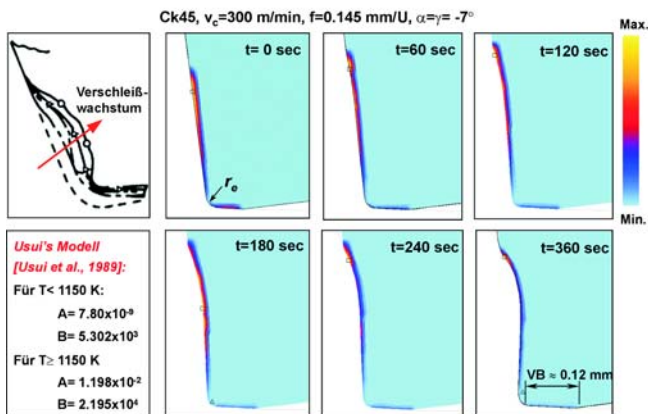 Ck45, vc=300 m/min, f=0.145 mm/U, α=γ= -7°
Verschleiß-
wachstum
t= 0 sec
re
t=60 sec
t=120 sec
Max.
Min.
Usui's Modell
[Usui et al., 1989]:
Für T< 1150 K:
A= 7.80x10-9
B= 5.302x103
Für T≥ 1150 K
A= 1.198x10-2
B= 2.195x104
t=180 sec
t=240 sec
t=360 sec
VB ≈ 0.12 mm